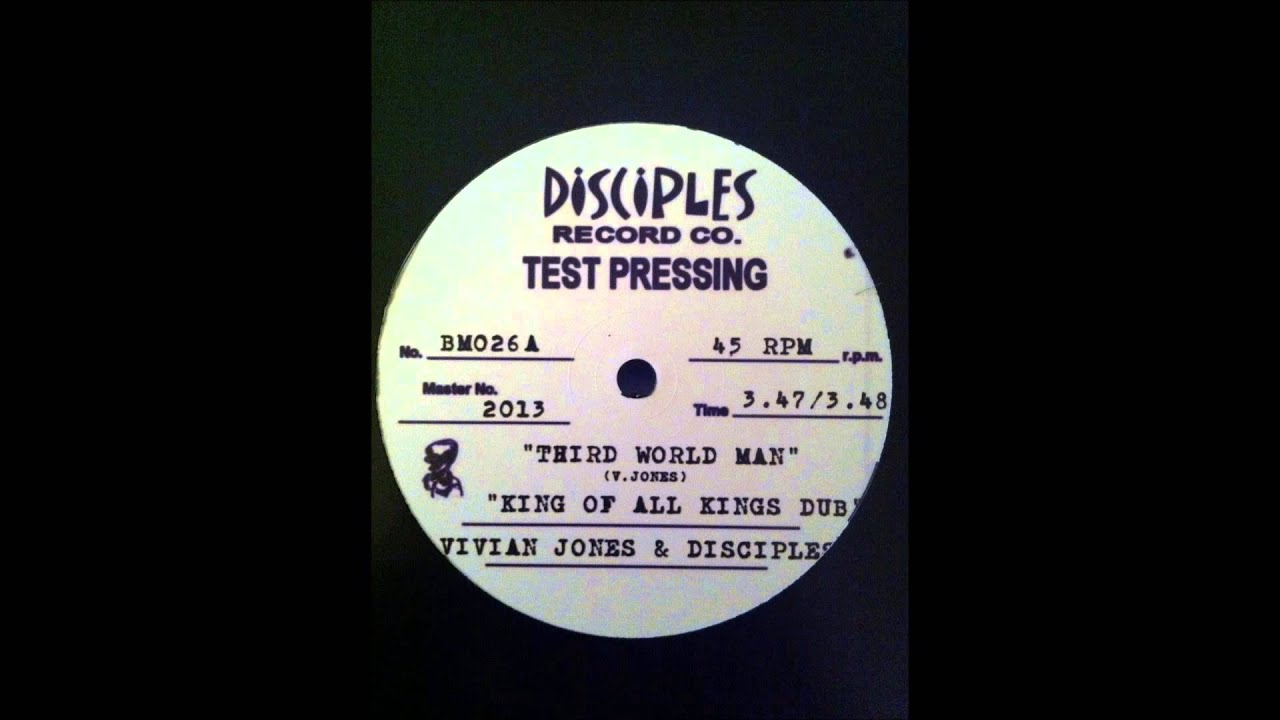 DiSCiPLES
RECORD CO.
TEST PRESSING
No. BM026A 45 RPM r.p.m.
Master No. 2013 Time 3.47/3.48
"THIRD WORLD MAN"
(V.JONES)
"KING OF ALL KINGS DUB"
VIVIAN JONES & DISCIPLES